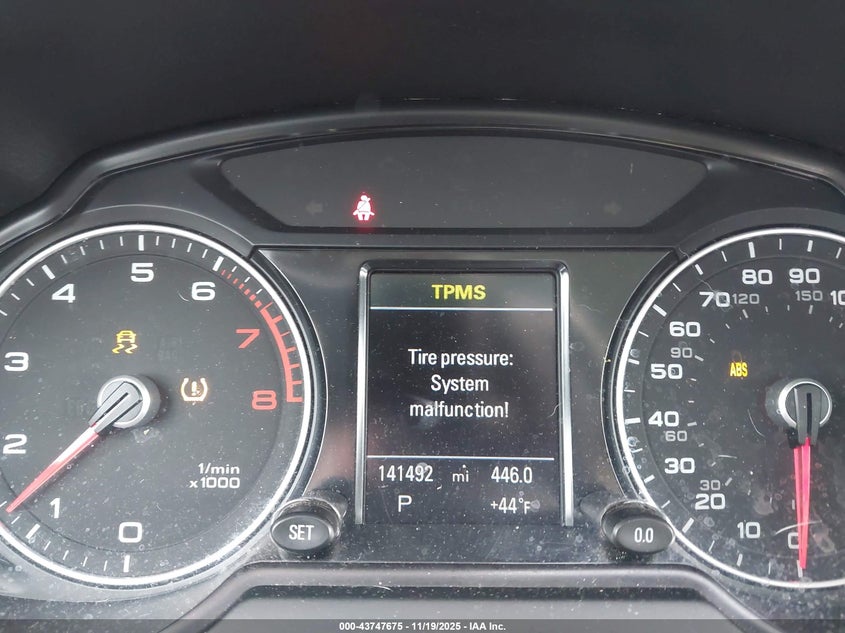 TPMS
Tire pressure:
System
malfunction!
141492 mi 446.0
P +44°F
0
1
2
3
4
5
6
7
8
1/min
x1000
SET
0.0
ABS
0
10
20
30
40
50
60
70
80
90
30
60
90
120
150
000-43747675 | 11/19/2025 – IAA Inc.